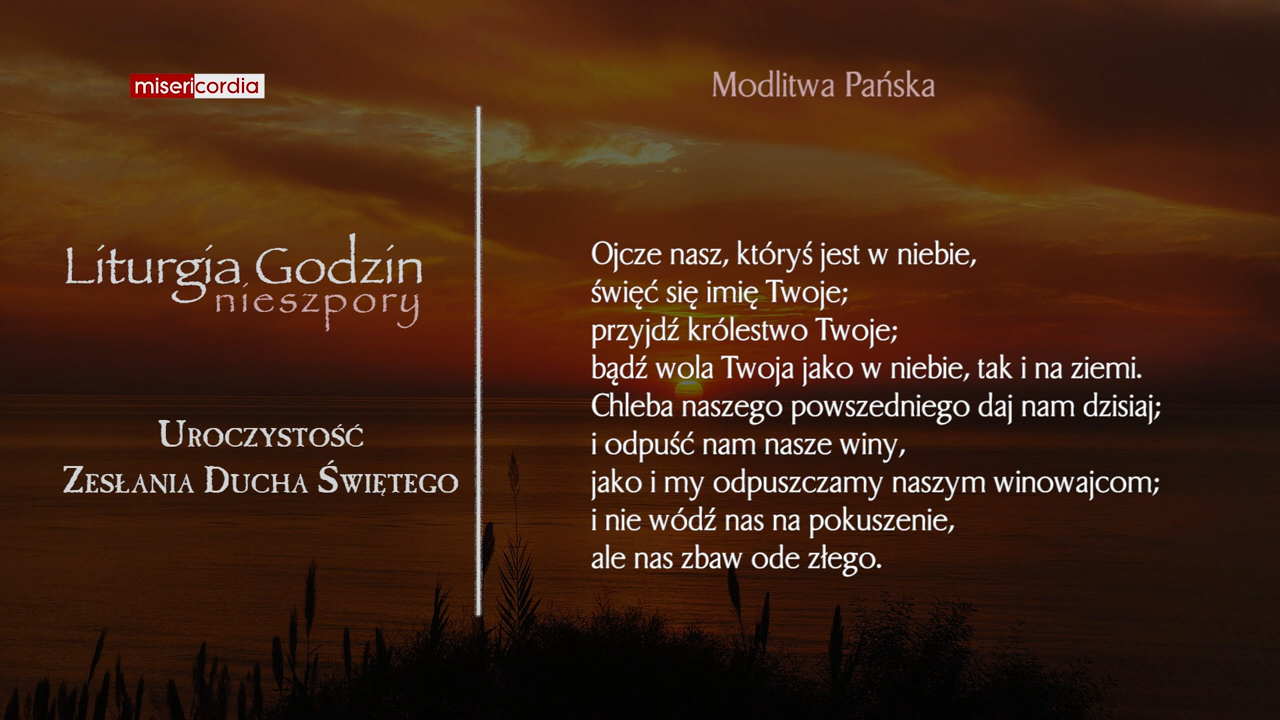 misericordia
Modlitwa Pańska
Liturgia Godzin
nieszpory
Uroczystość
Zesłania Ducha Świętego
Ojcze nasz, któryś jest w niebie,
święć się imię Twoje;
przyjdź królestwo Twoje;
bądź wola Twoja jako w niebie, tak i na ziemi.
Chleba naszego powszedniego daj nam dzisiaj;
i odpuść nam nasze winy,
jako i my odpuszczamy naszym winowajcom;
i nie wódź nas na pokuszenie,
ale nas zbaw ode złego.